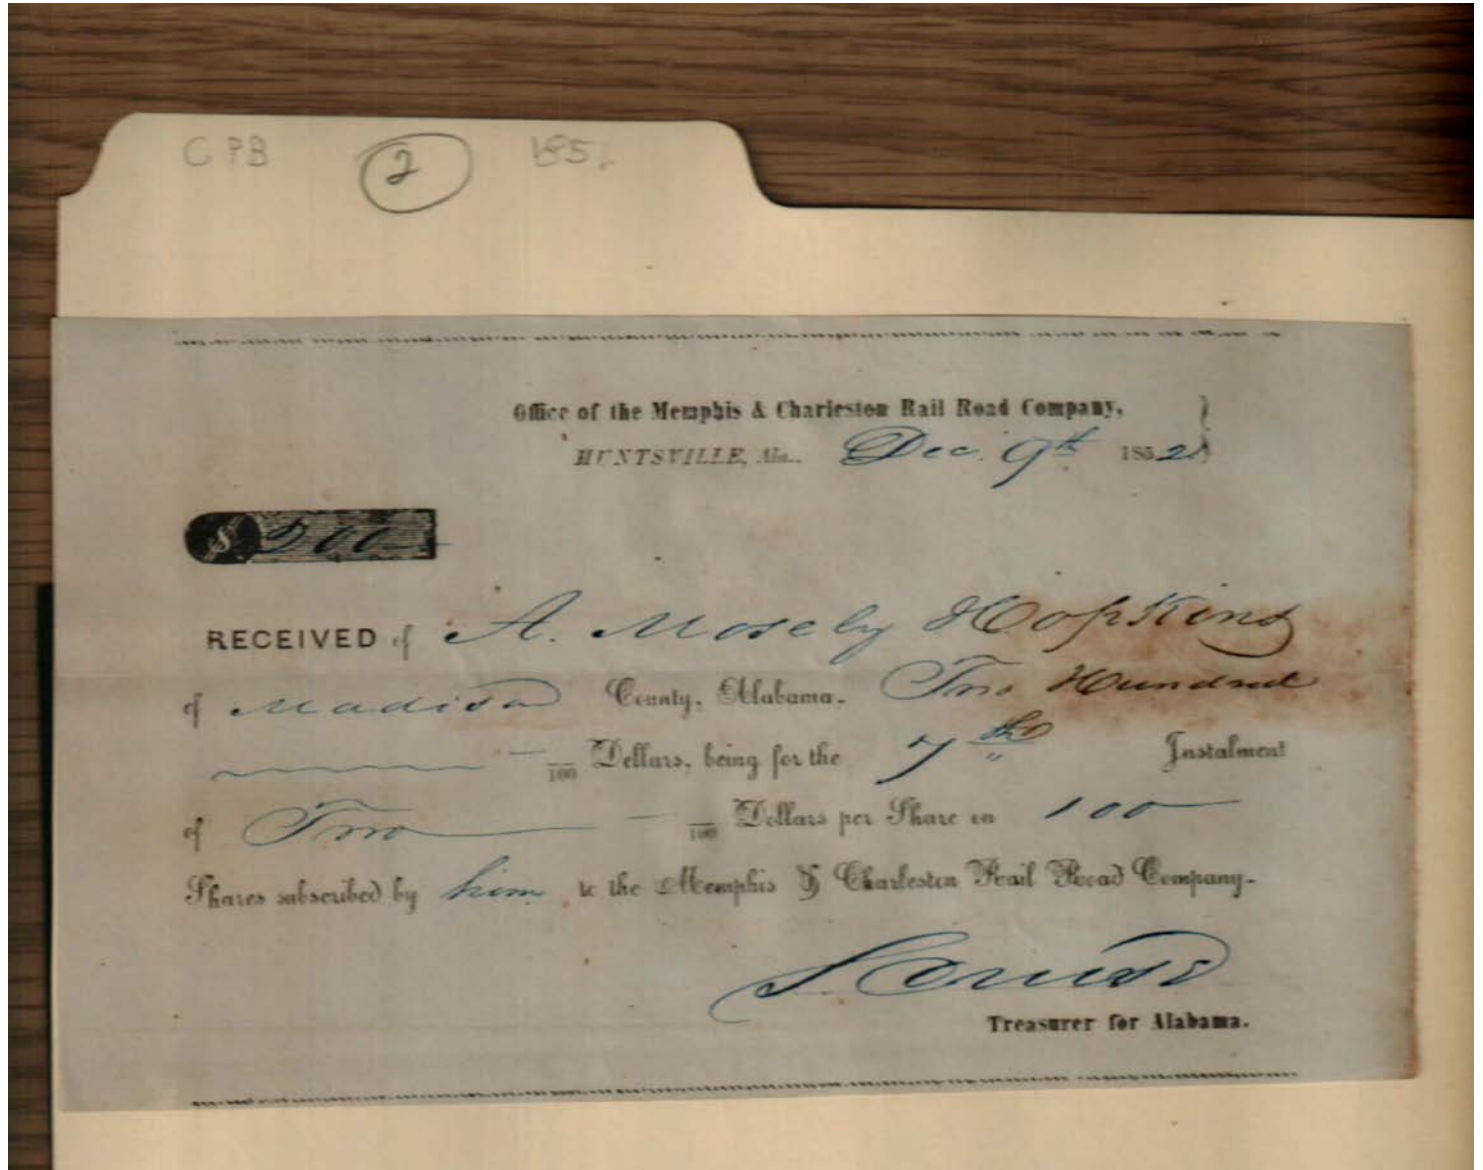 CPB 2 185
Office of the Memphis & Charleston Rail Road Company,
HUNTSVILLE, Ala.. Dec. 9th 1852
$ 200
RECEIVED of A. Mosely Hopkins
of Madison County, Alabama. Two Hundred
/100 Dollars, being for the 7th Instalment
of Two /100 Dollars per Share on 100
Shares subscribed by him to the Memphis & Charleston Rail Road Company.
S. Cruse
Treasurer for Alabama.